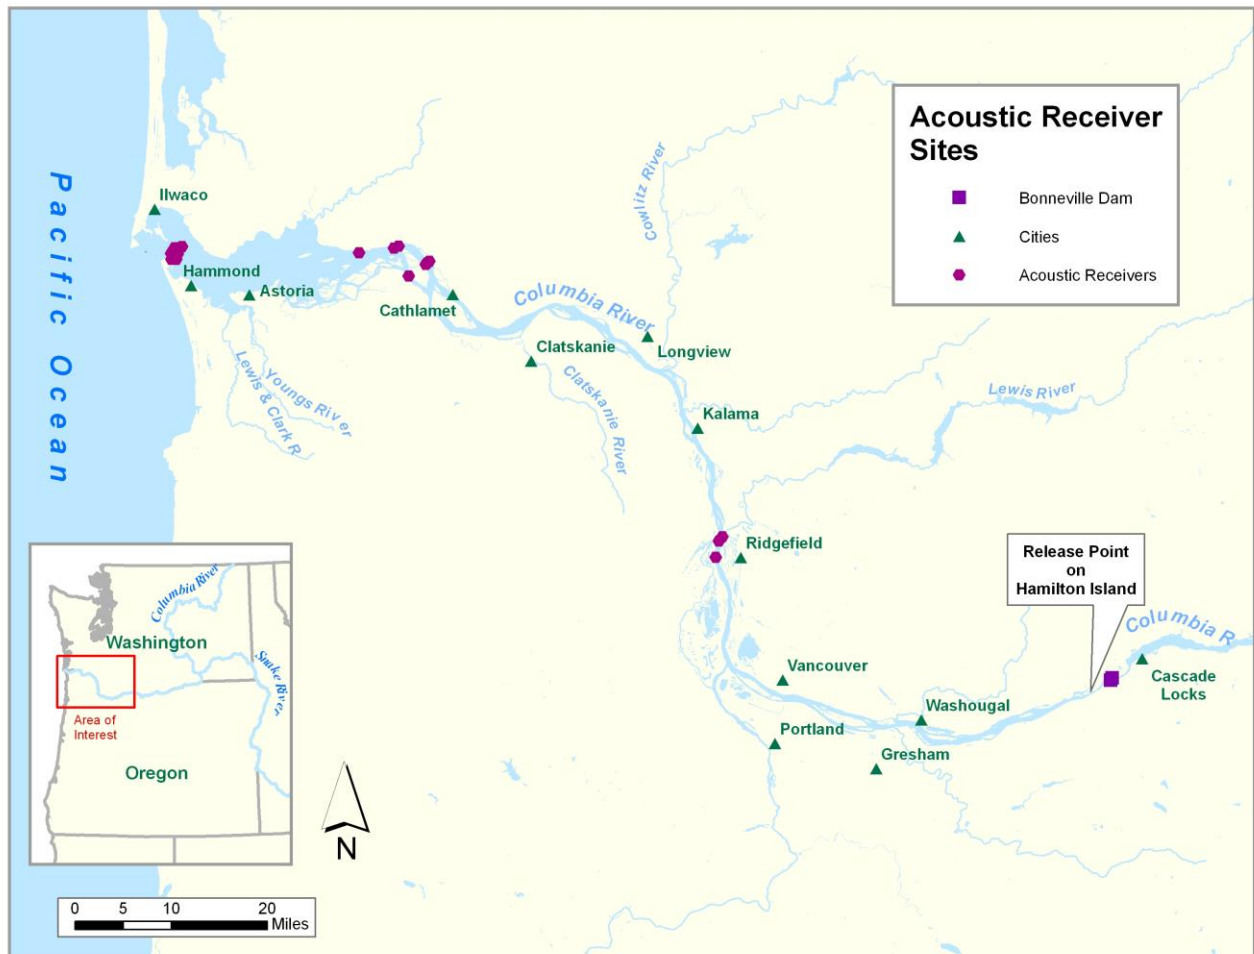 Acoustic Receiver
Sites
Bonneville Dam
Cities
Acoustic Receivers
Pacific Ocean
Ilwaco
Hammond
Astoria
Cathlamet
Columbia River
Cowlitz River
Longview
Clatskanie
Clatskanie River
Youngs River
Lewis & Clark R
Kalama
Lewis River
Ridgefield
Release Point
on
Hamilton Island
Columbia R
Cascade
Locks
Vancouver
Washougal
Portland
Gresham
Columbia River
Washington
Snake River
Area of
Interest
Oregon
N
0 5 10 20
Miles